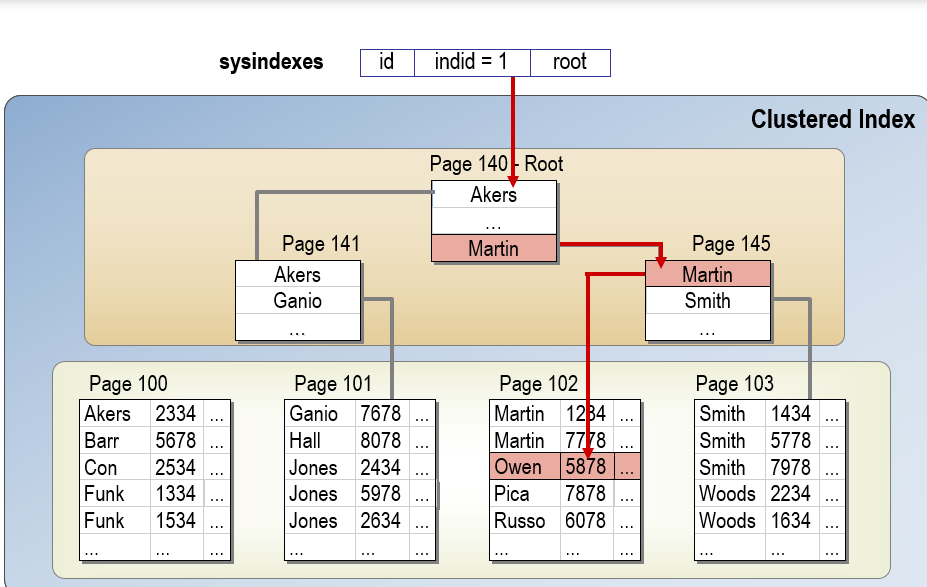 sysindexes id indid = 1 root
Clustered Index
Page 140 - Root
Akers
...
Martin
Page 141
Akers
Ganio
...
Page 145
Martin
Smith
...
Page 100
Akers 2334 ...
Barr 5678 ...
Con 2534 ...
Funk 1334 ...
Funk 1534 ...
... ... ...
Page 101
Ganio 7678 ...
Hall 8078 ...
Jones 2434 ...
Jones 5978 ...
Jones 2634 ...
... ... ...
Page 102
Martin 1234 ...
Martin 7778 ...
Owen 5878 ...
Pica 7878 ...
Russo 6078 ...
... ... ...
Page 103
Smith 1434 ...
Smith 5778 ...
Smith 7978 ...
Woods 2234 ...
Woods 1634 ...
... ... ...